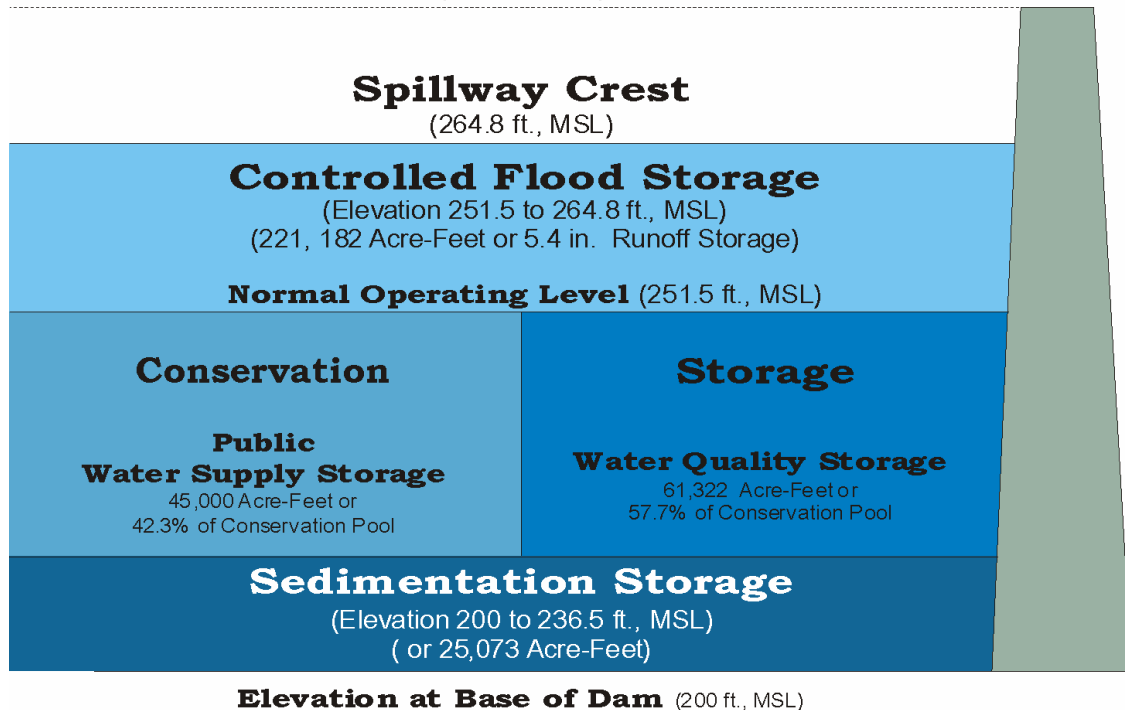 Spillway Crest
(264.8 ft., MSL)
Controlled Flood Storage
(Elevation 251.5 to 264.8 ft., MSL)
(221, 182 Acre-Feet or 5.4 in. Runoff Storage)
Normal Operating Level (251.5 ft., MSL)
Conservation
Storage
Public
Water Supply Storage
45,000 Acre-Feet or
42.3% of Conservation Pool
Water Quality Storage
61,322 Acre-Feet or
57.7% of Conservation Pool
Sedimentation Storage
(Elevation 200 to 236.5 ft., MSL)
( or 25,073 Acre-Feet)
Elevation at Base of Dam (200 ft., MSL)